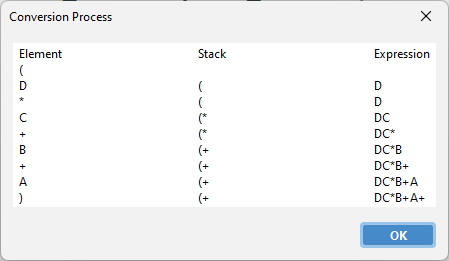 Conversion Process
Element Stack Expression
(
D ( D
* ( D
C (* DC
+ (* DC*
B (+ DC*B
+ (+ DC*B+
A (+ DC*B+A
) (+ DC*B+A+
OK